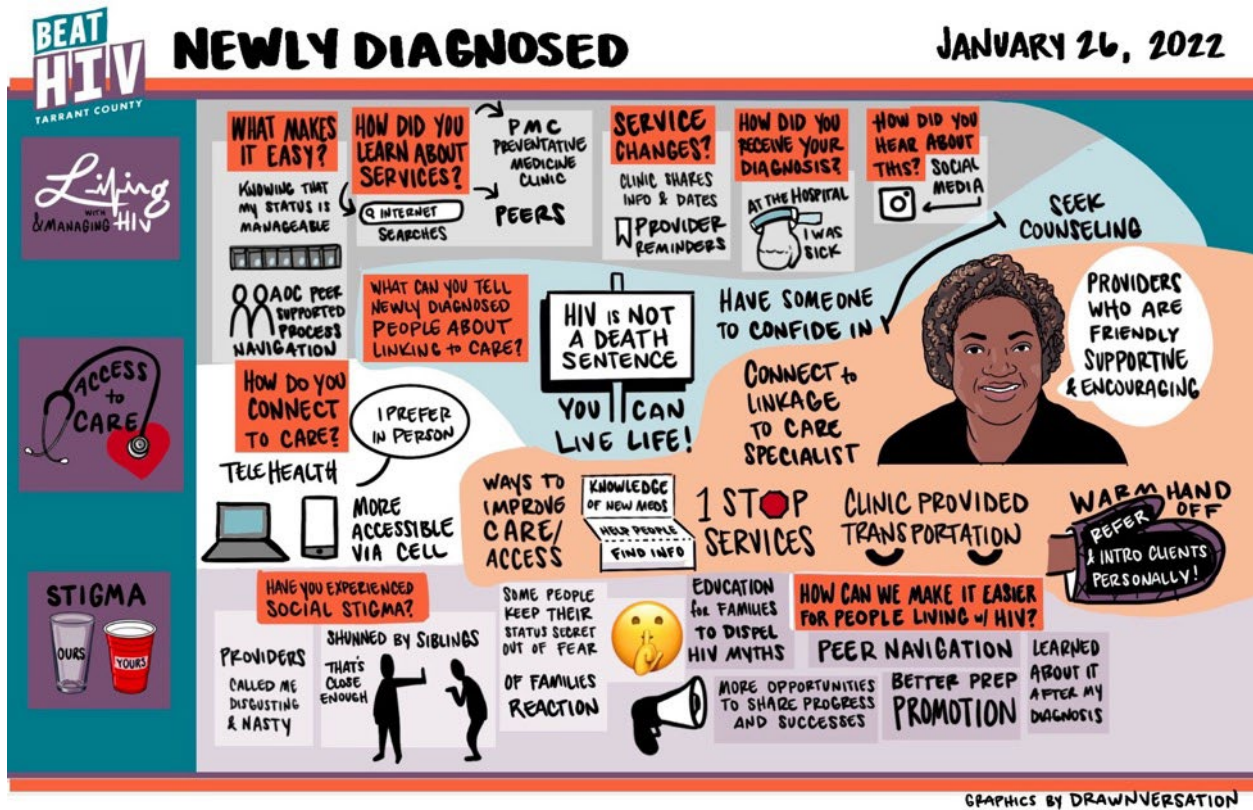 BEAT
HIV
TARRANT COUNTY
NEWLY DIAGNOSED
JANUARY 26, 2022
Living
WITH
& MANAGING HIV
WHAT MAKES
IT EASY?
KNOWING THAT
MY STATUS IS
MANAGEABLE
AOC PEER
SUPPORTED
PROCESS
NAVIGATION
HOW DID YOU
LEARN ABOUT
SERVICES?
INTERNET
SEARCHES
PMC
PREVENTATIVE
MEDICINE
CLINIC
PEERS
SERVICE
CHANGES?
CLINIC SHARES
INFO & DATES
PROVIDER
REMINDERS
HOW DID YOU
RECEIVE YOUR
DIAGNOSIS?
AT THE HOSPITAL
I WAS
SICK
HOW DID YOU
HEAR ABOUT
THIS?
SOCIAL
MEDIA
WHAT CAN YOU TELL
NEWLY DIAGNOSED
PEOPLE ABOUT
LINKING to CARE?
HIV is NOT
A DEATH
SENTENCE
YOU CAN
LIVE LIFE!
HAVE SOMEONE
TO CONFIDE IN
SEEK
COUNSELING
CONNECT to
LINKAGE
TO CARE
SPECIALIST
PROVIDERS
WHO ARE
FRIENDLY
SUPPORTIVE
& ENCOURAGING
ACCESS
to
CARE
HOW DO YOU
CONNECT
TO CARE?
I PREFER
IN PERSON
TELEHEALTH
MORE
ACCESSIBLE
VIA CELL
WAYS TO
IMPROVE
CARE/
ACCESS
KNOWLEDGE
OF NEW MEDS
HELP PEOPLE
FIND INFO
1 STOP
SERVICES
CLINIC PROVIDED
TRANSPORTATION
WARM HAND
OFF
REFER
& INTRO CLIENTS
PERSONALLY!
STIGMA
OURS
YOURS
HAVE YOU EXPERIENCED
SOCIAL STIGMA?
PROVIDERS
CALLED ME
DISGUSTING
& NASTY
SHUNNED BY SIBLINGS
THAT'S
CLOSE
ENOUGH
SOME PEOPLE
KEEP THEIR
STATUS SECRET
OUT OF FEAR
OF FAMILIES
REACTION
EDUCATION
for FAMILIES
TO DISPEL
HIV MYTHS
HOW CAN WE MAKE IT EASIER
FOR PEOPLE LIVING w/ HIV?
PEER NAVIGATION
MORE OPPORTUNITIES
TO SHARE PROGRESS
AND SUCCESSES
BETTER PREP
PROMOTION
LEARNED
ABOUT IT
AFTER MY
DIAGNOSIS
GRAPHICS BY DRAWNVERSATION